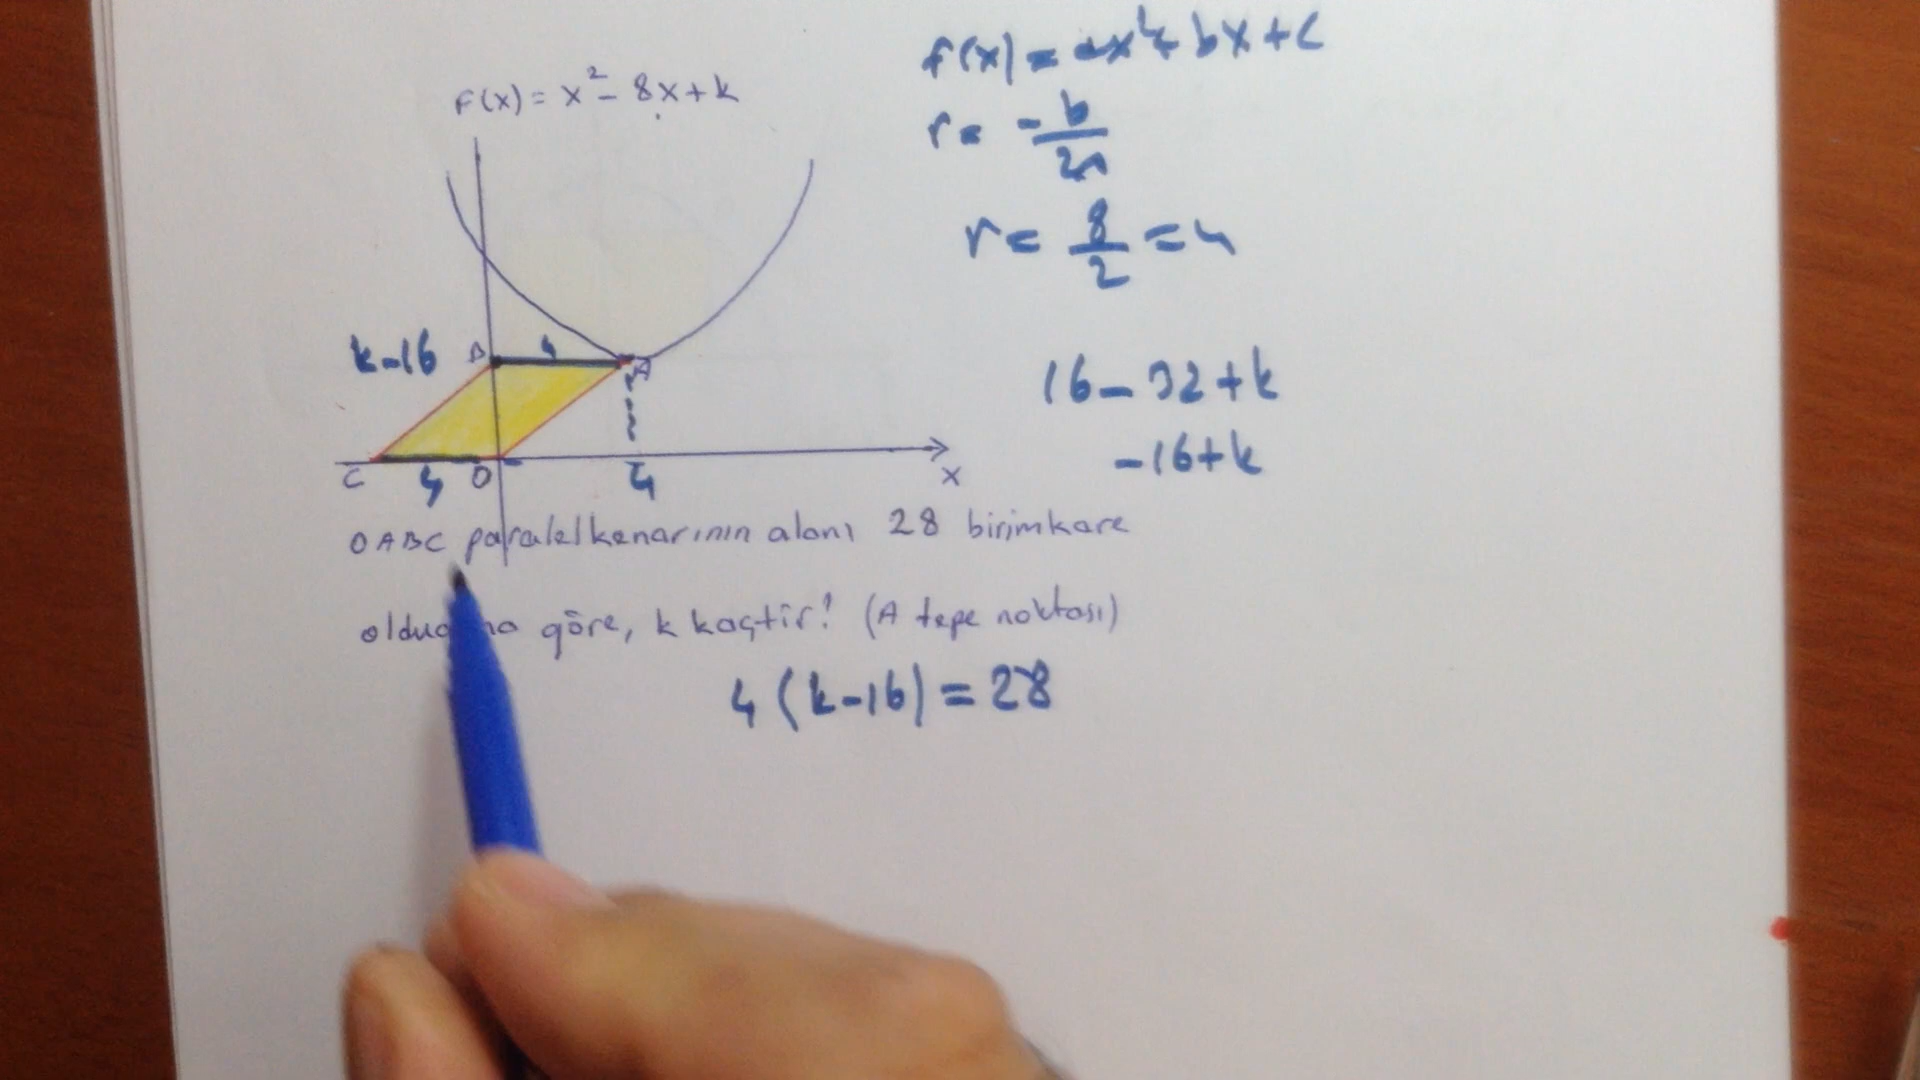 F(x) = x² - 8x + k
f(x) = ax² + bx + c
r = - b/2a
r = 8/2 = 4
k-16
B
4
A
16 - 32 + k
-16 + k
C
4
O
4
x
OABC paralelkenarının alanı 28 birimkare
göre, k kaçtır? (A tepe noktası)
4 (k-16) = 28